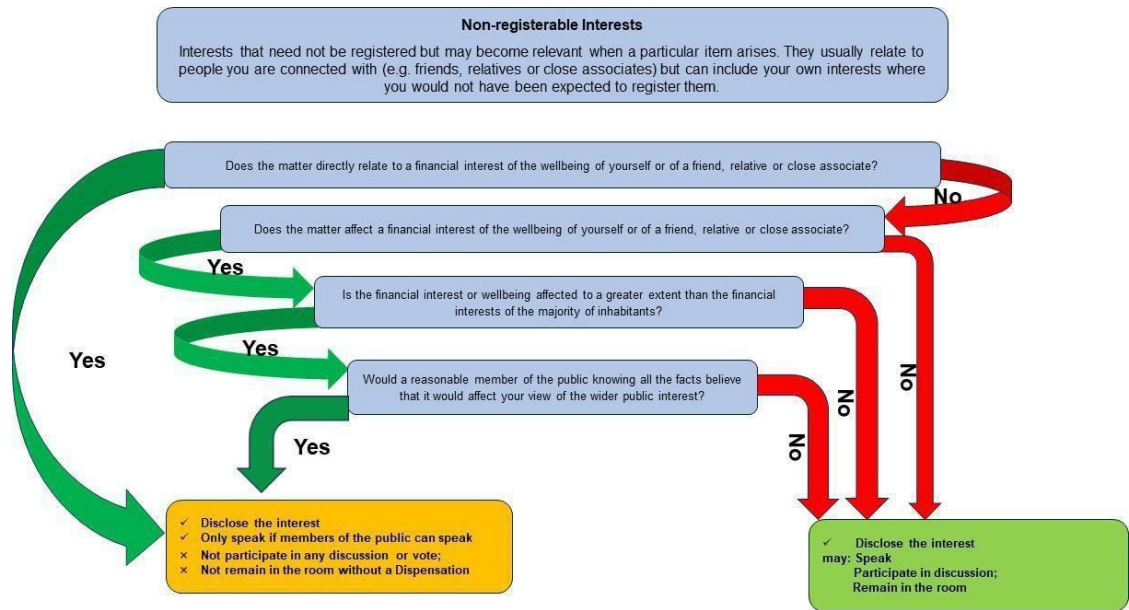 Non-registerable Interests
Interests that need not be registered but may become relevant when a particular item arises. They usually relate to
people you are connected with (e.g. friends, relatives or close associates) but can include your own interests where
you would not have been expected to register them.
Does the matter directly relate to a financial interest of the wellbeing of yourself or of a friend, relative or close associate?
No
Does the matter affect a financial interest of the wellbeing of yourself or of a friend, relative or close associate?
Yes
Is the financial interest or wellbeing affected to a greater extent than the financial
interests of the majority of inhabitants?
Yes
Yes
Would a reasonable member of the public knowing all the facts believe
that it would affect your view of the wider public interest?
No
No
No
Yes
✓ Disclose the interest
✓ Only speak if members of the public can speak
× Not participate in any discussion or vote;
× Not remain in the room without a Dispensation
✓ Disclose the interest
may: Speak
Participate in discussion;
Remain in the room